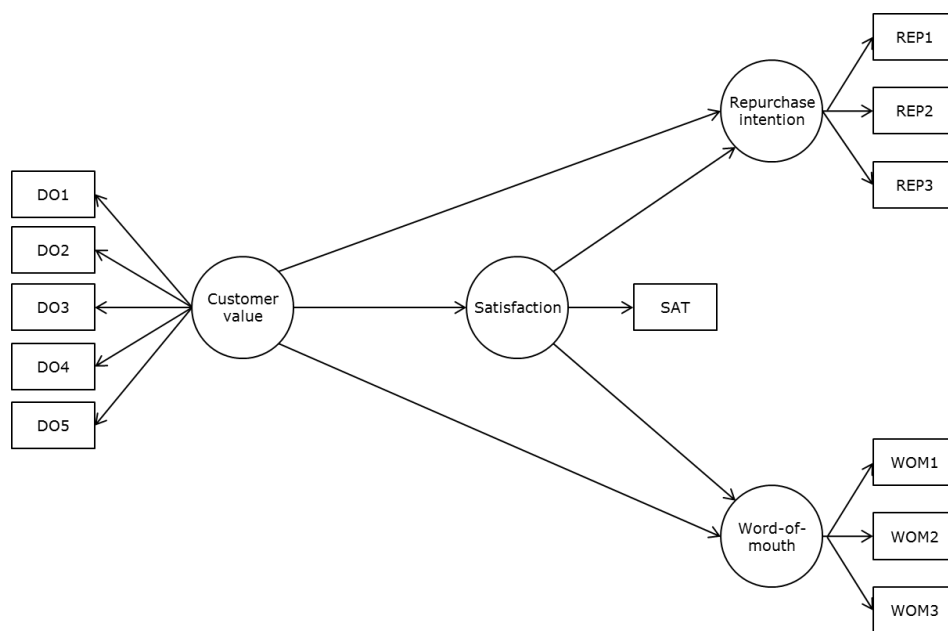 REP1
Repurchase
intention
REP2
REP3
DO1
DO2
DO3
DO4
DO5
Customer
value
Satisfaction
SAT
WOM1
Word-of-
mouth
WOM2
WOM3